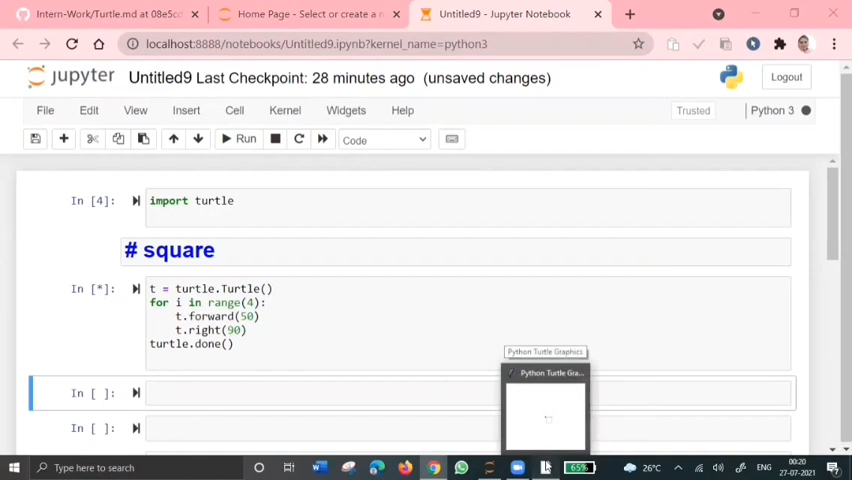 Intern-Work/Turtle.md at 08e5cc
Home Page - Select or create a n
Untitled9 - Jupyter Notebook
localhost:8888/notebooks/Untitled9.ipynb?kernel_name=python3
jupyter Untitled9 Last Checkpoint: 28 minutes ago (unsaved changes)
Logout
File Edit View Insert Cell Kernel Widgets Help
Trusted
Python 3
Run
Code
In [4]: import turtle
# square
In [*]: t = turtle.Turtle()
for i in range(4):
t.forward(50)
t.right(90)
turtle.done()
Python Turtle Graphics
Python Turtle Gra...
In [ ]:
In [ ]:
Type here to search
65%
26°C
ENG
00:20
27-07-2021
7